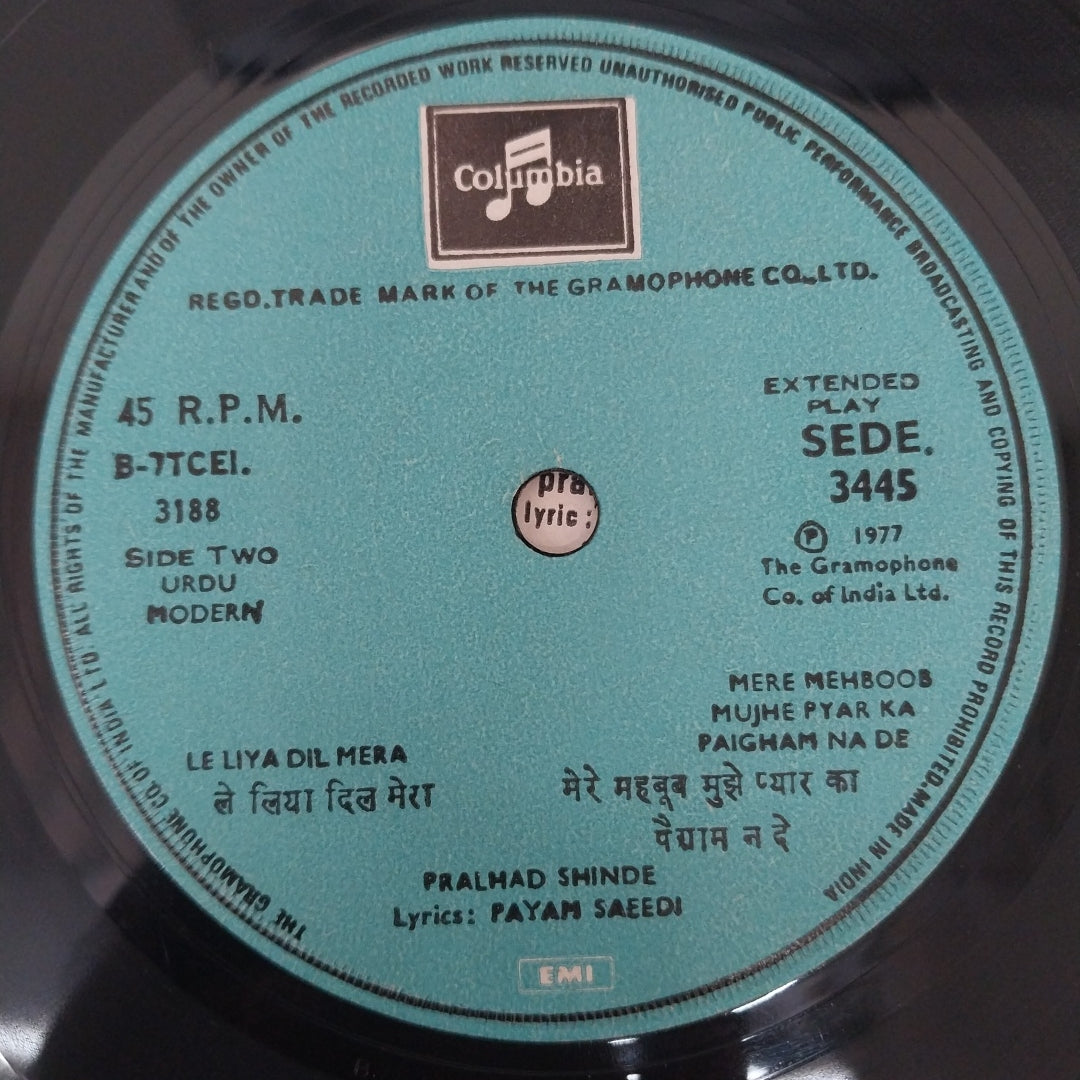 THE GRAMOPHONE CO. OF INDIA LTD. ALL RIGHTS OF THE MANUFACTURER AND OF THE OWNER OF THE RECORDED WORK RESERVED UNAUTHORISED PUBLIC PERFORMANCE BROADCASTING AND COPYING OF THIS RECORD PROHIBITED-MADE IN INDIA
Columbia
REGD.TRADE MARK OF THE GRAMOPHONE CO.,LTD.
45 R.P.M.
B-7TCEI.
3188
SIDE TWO
URDU
MODERN
EXTENDED
PLAY
SEDE.
3445
Ⓟ 1977
The Gramophone
Co. of India Ltd.
pra
lyric :
LE LIYA DIL MERA
ले लिया दिल मेरा
MERE MEHBOOB
MUJHE PYAR KA
PAIGHAM NA DE
मेरे महबूब मुझे प्यार का
पैग़ाम न दे
PRALHAD SHINDE
Lyrics: PAYAM SAEEDI
EMI